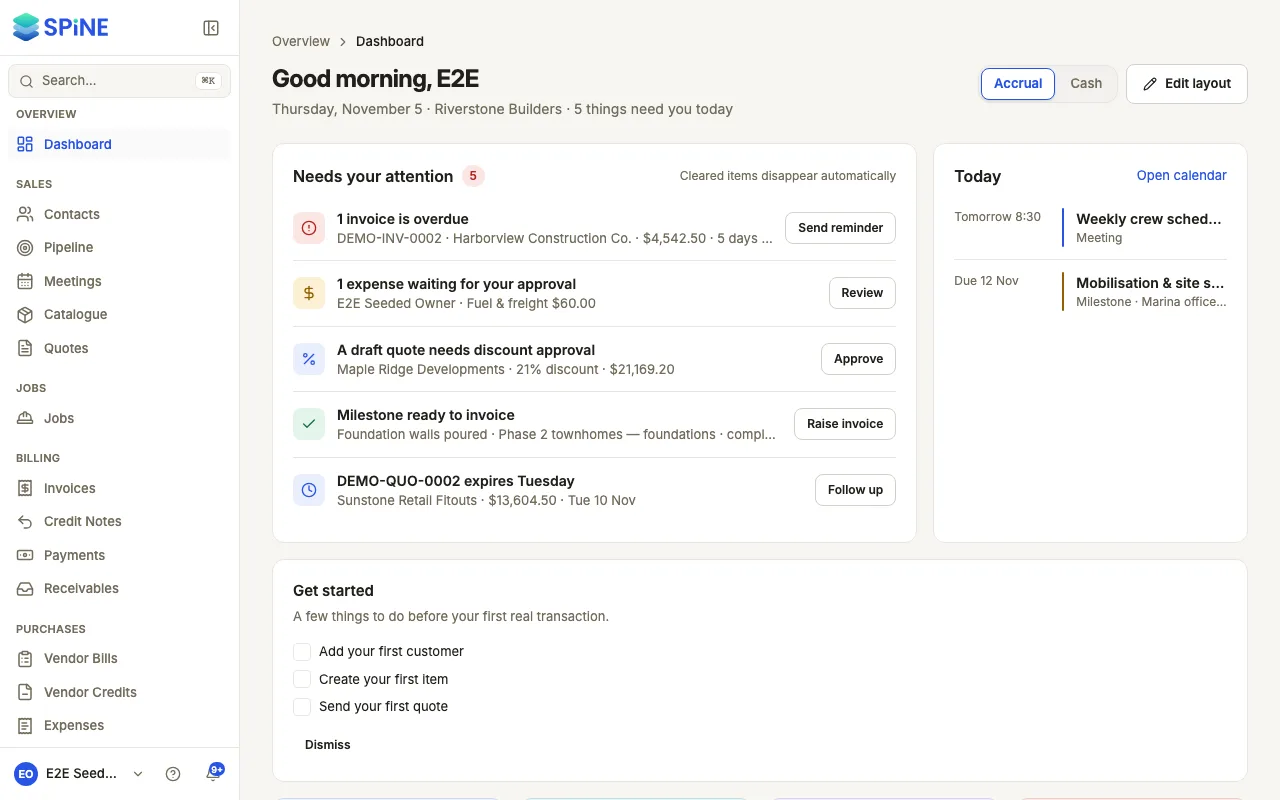 SPiNE
Search...
⌘K
OVERVIEW
Dashboard
SALES
Contacts
Pipeline
Meetings
Catalogue
Quotes
JOBS
Jobs
BILLING
Invoices
Credit Notes
Payments
Receivables
PURCHASES
Vendor Bills
Vendor Credits
Expenses
EO
E2E Seed...
9+
Overview > Dashboard
Good morning, E2E
Thursday, November 5 · Riverstone Builders · 5 things need you today
Accrual
Cash
Edit layout
Needs your attention 5
Cleared items disappear automatically
1 invoice is overdue
DEMO-INV-0002 · Harborview Construction Co. · $4,542.50 · 5 days ...
Send reminder
1 expense waiting for your approval
E2E Seeded Owner · Fuel & freight $60.00
Review
A draft quote needs discount approval
Maple Ridge Developments · 21% discount · $21,169.20
Approve
Milestone ready to invoice
Foundation walls poured · Phase 2 townhomes — foundations · compl...
Raise invoice
DEMO-QUO-0002 expires Tuesday
Sunstone Retail Fitouts · $13,604.50 · Tue 10 Nov
Follow up
Today
Open calendar
Tomorrow 8:30
Weekly crew sched...
Meeting
Due 12 Nov
Mobilisation & site s...
Milestone · Marina office...
Get started
A few things to do before your first real transaction.
Add your first customer
Create your first item
Send your first quote
Dismiss